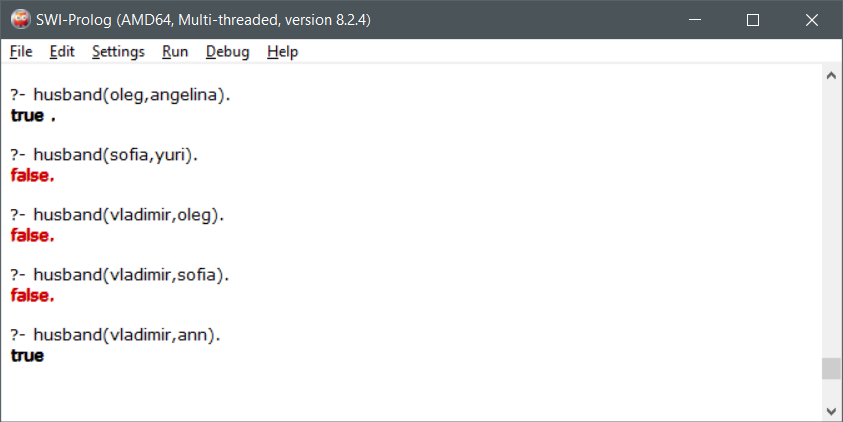 SWI-Prolog (AMD64, Multi-threaded, version 8.2.4)
File Edit Settings Run Debug Help
?- husband(oleg,angelina).
true .
?- husband(sofia,yuri).
false.
?- husband(vladimir,oleg).
false.
?- husband(vladimir,sofia).
false.
?- husband(vladimir,ann).
true